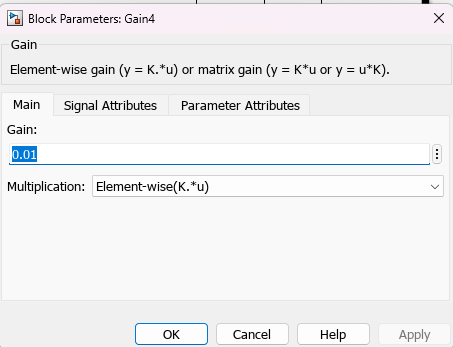 Block Parameters: Gain4
Gain
Element-wise gain (y = K.*u) or matrix gain (y = K*u or y = u*K).
Main Signal Attributes Parameter Attributes
Gain:
0.01
Multiplication: Element-wise(K.*u)
OK Cancel Help Apply